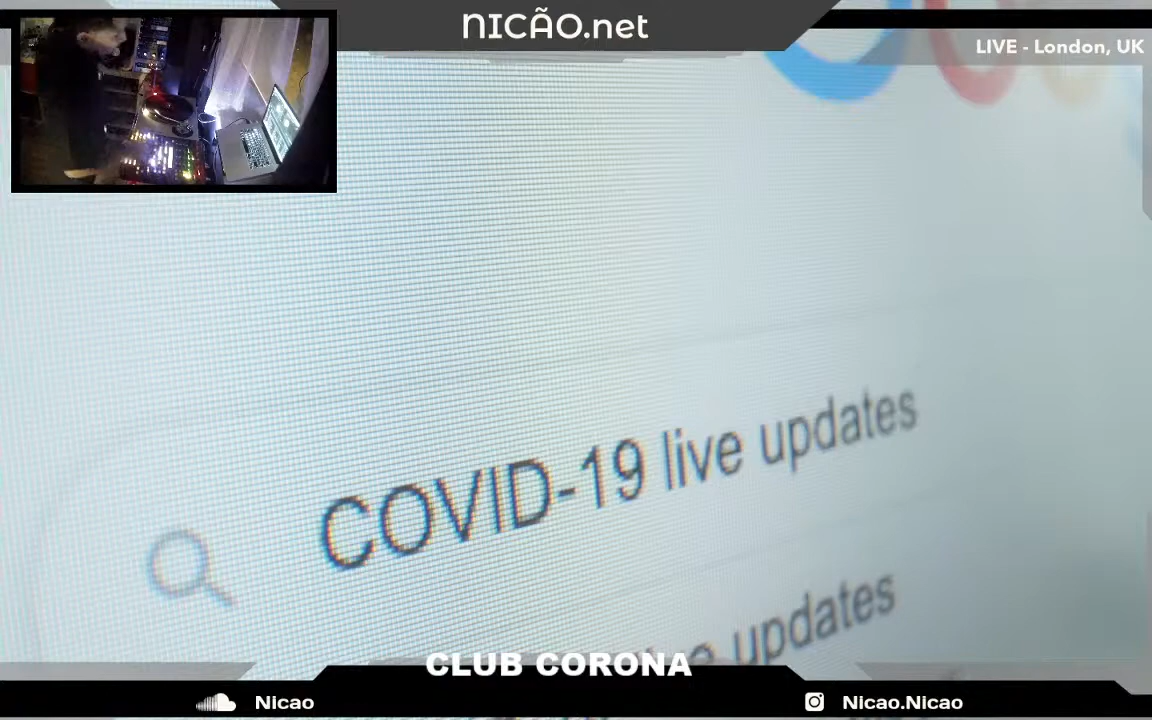 NICÃO.net
LIVE - London, UK
COVID-19 live updates
updates
CLUB CORONA
Nicao
Nicao.Nicao